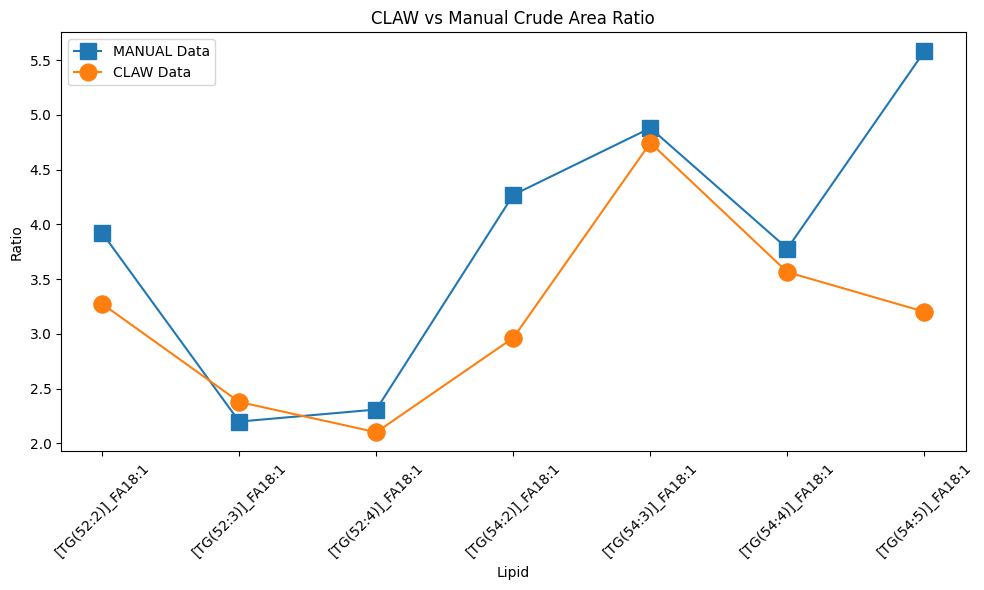 CLAW vs Manual Crude Area Ratio
MANUAL Data
CLAW Data
Ratio
5.5
5.0
4.5
4.0
3.5
3.0
2.5
2.0
[TG(52:2)]_FA18:1
[TG(52:3)]_FA18:1
[TG(52:4)]_FA18:1
[TG(54:2)]_FA18:1
[TG(54:3)]_FA18:1
[TG(54:4)]_FA18:1
[TG(54:5)]_FA18:1
Lipid